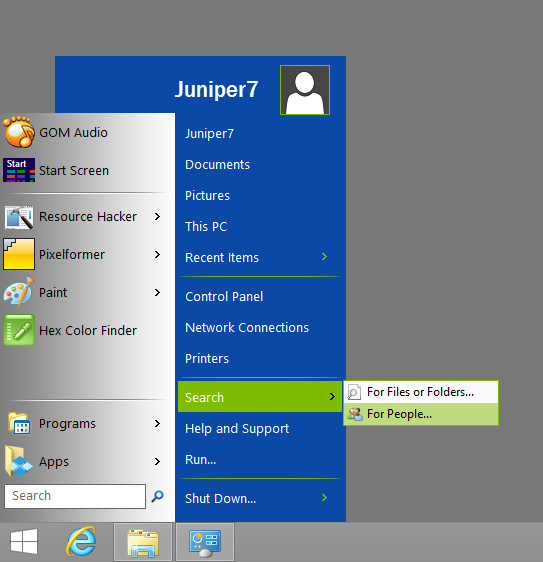 Juniper7
GOM Audio
Start
Start Screen
Resource Hacker
Pixelformer
Paint
Hex Color Finder
Programs
Apps
Search
Juniper7
Documents
Pictures
This PC
Recent Items
Control Panel
Network Connections
Printers
Search
Help and Support
Run...
Shut Down...
For Files or Folders...
For People...